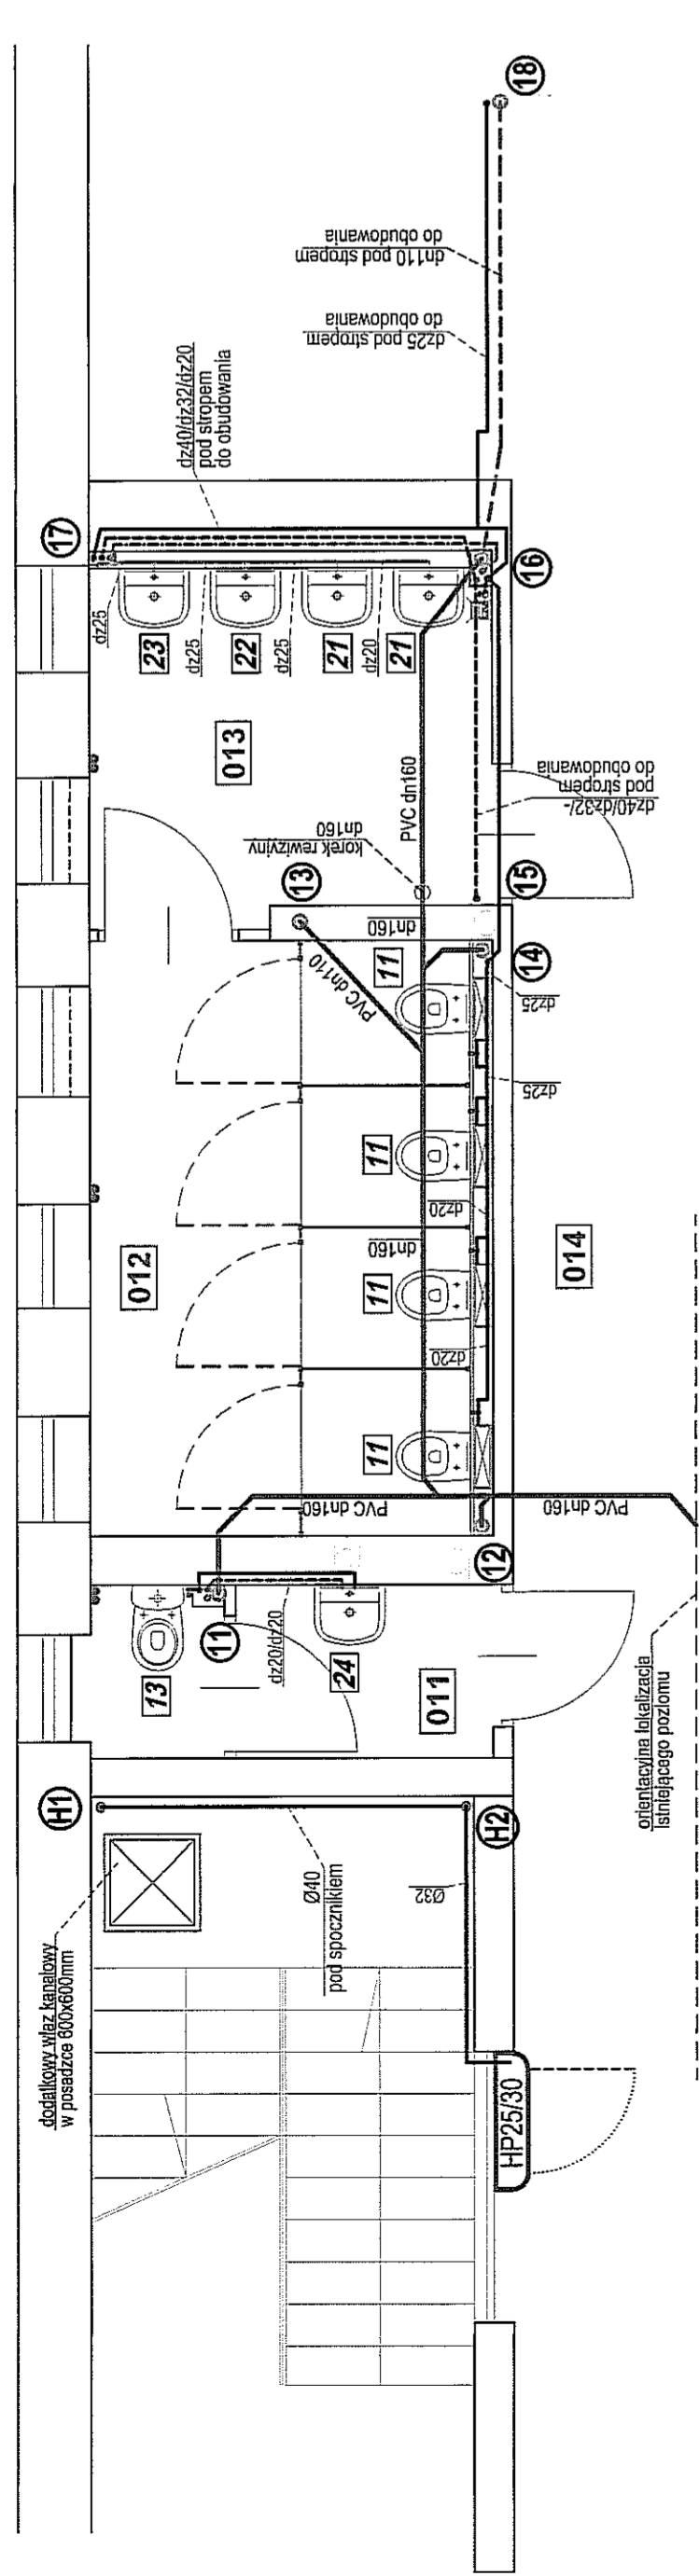 18
dn110 pod stropem
do obudowania
dz25 pod stropem
do obudowania
dz40/dz32/dz20
pod stropem
do obudowania
17
16
dz25
23
dz25
22
dz25
21
dz20
21
013
PVC dn160
dz40/dz32/-
pod stropem
do obudowania
korek rewizyjny
dn160
13
15
dn160
PVC dn110
11
14
dz25
dz25
11
dz20
012
dn160
11
014
dz20
11
PVC dn160
PVC dn160
12
11
13
dz20/dz20
24
011
orientacyjna lokalizacja
istniejącego poziomu
H1
H2
Ø40
pod spocznikiem
Ø32
dodatkowy właz kanałowy
w posadzce 600x600mm
HP25/30